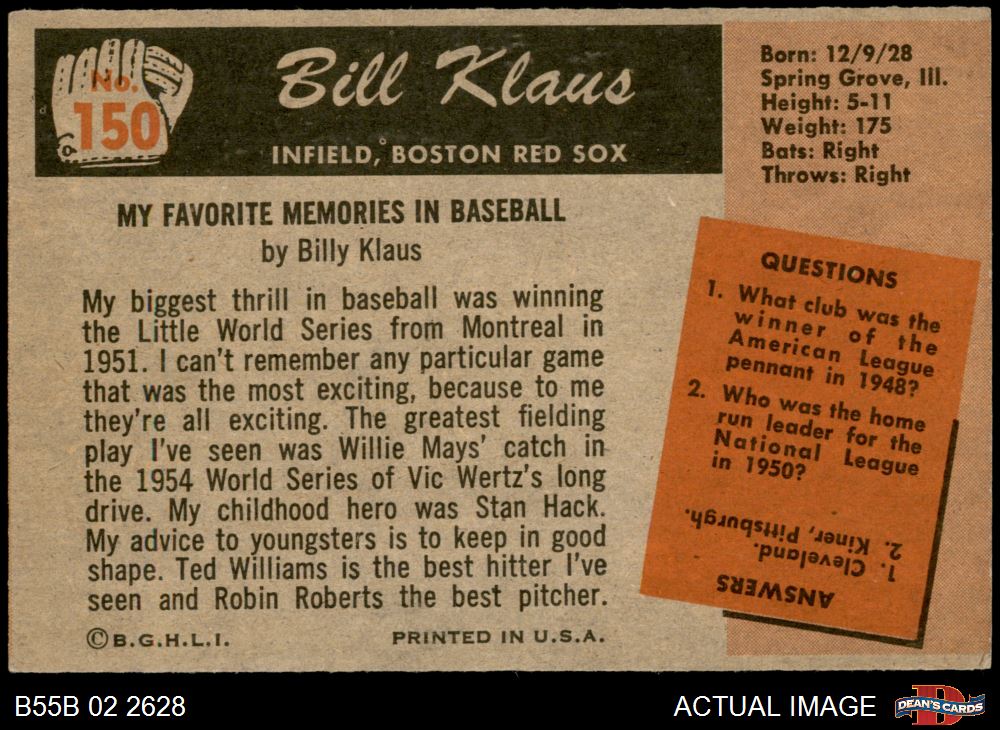 No.
150
Bill Klaus
INFIELD, BOSTON RED SOX
Born: 12/9/28
Spring Grove, Ill.
Height: 5-11
Weight: 175
Bats: Right
Throws: Right
MY FAVORITE MEMORIES IN BASEBALL
by Billy Klaus
My biggest thrill in baseball was winning
the Little World Series from Montreal in
1951. I can't remember any particular game
that was the most exciting, because to me
they're all exciting. The greatest fielding
play I've seen was Willie Mays' catch in
the 1954 World Series of Vic Wertz's long
drive. My childhood hero was Stan Hack.
My advice to youngsters is to keep in good
shape. Ted Williams is the best hitter I've
seen and Robin Roberts the best pitcher.
©B.G.H.L.I.
PRINTED IN U.S.A.
QUESTIONS
1. What club was the
winner of the
American League
pennant in 1948?
2. Who was the home
run leader for the
National League
in 1950?
ANSWERS
1. Cleveland.
2. Kiner, Pittsburgh.
B55B 02 2628
ACTUAL IMAGE
D
DEAN'S CARDS